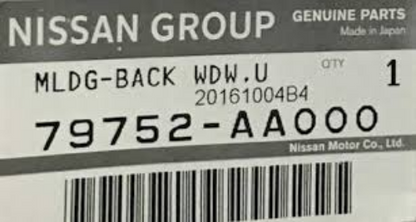 NISSAN GROUP GENUINE PARTS
Made in Japan
MLDG-BACK WDW.U QTY 1
20161004B4
79752-AA000
Nissan Motor Co., Ltd.